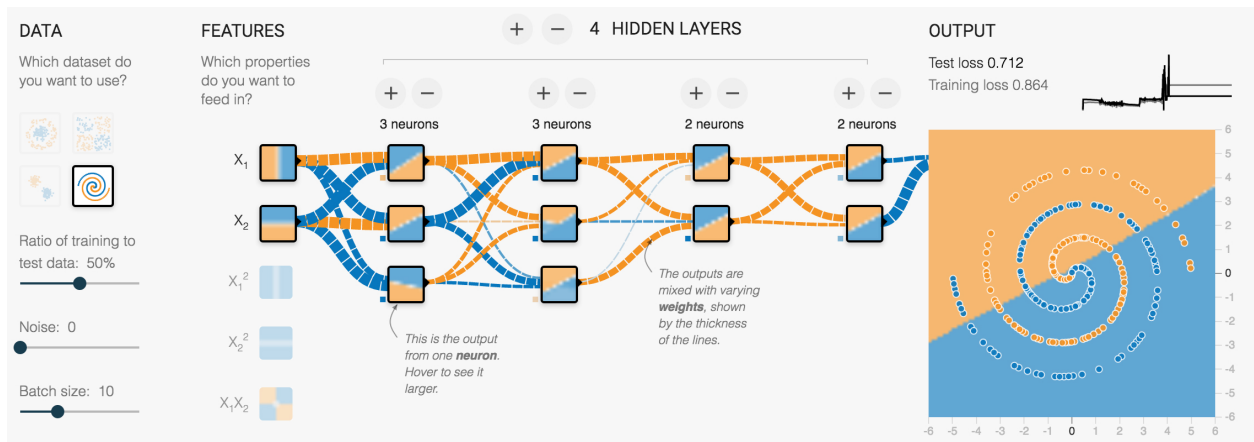 DATA
Which dataset do
you want to use?
Ratio of training to
test data: 50%
Noise: 0
Batch size: 10
FEATURES
Which properties
do you want to
feed in?
X₁
X₂
X₁²
X₂²
X₁X₂
+ − 4 HIDDEN LAYERS
+ −
3 neurons
+ −
3 neurons
+ −
2 neurons
+ −
2 neurons
This is the output
from one neuron.
Hover to see it
larger.
The outputs are
mixed with varying
weights, shown
by the thickness
of the lines.
OUTPUT
Test loss 0.712
Training loss 0.864
6
5
4
3
2
1
0
-1
-2
-3
-4
-5
-6
-6 -5 -4 -3 -2 -1 0 1 2 3 4 5 6